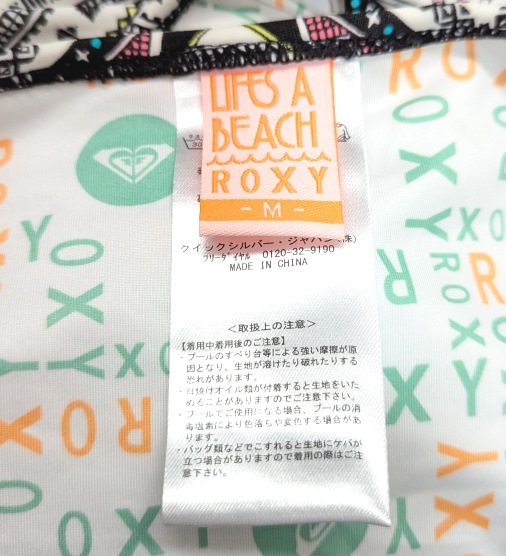 LIFE'S A
BEACH
ROXY
- M -
クイックシルバー・ジャパン(株)
フリーダイヤル 0120-32-9190
MADE IN CHINA
<取扱上の注意>
【着用中着用後のご注意】
・プールのすべり台等による強い摩擦が原
因となり、生地が溶けたり破れたりする
恐れがあります。
・日焼けオイル類が付着すると生地をいた
めることがありますのでご注意下さい。
・プールでご使用になる場合、プールの消
毒塩素により色落ちや変色する場合があ
ります。
・バッグ類などでこすれると生地にケバが
立つ場合がありますので着用の際はご注
意下さい。
ROXY
ROXY
ROXY